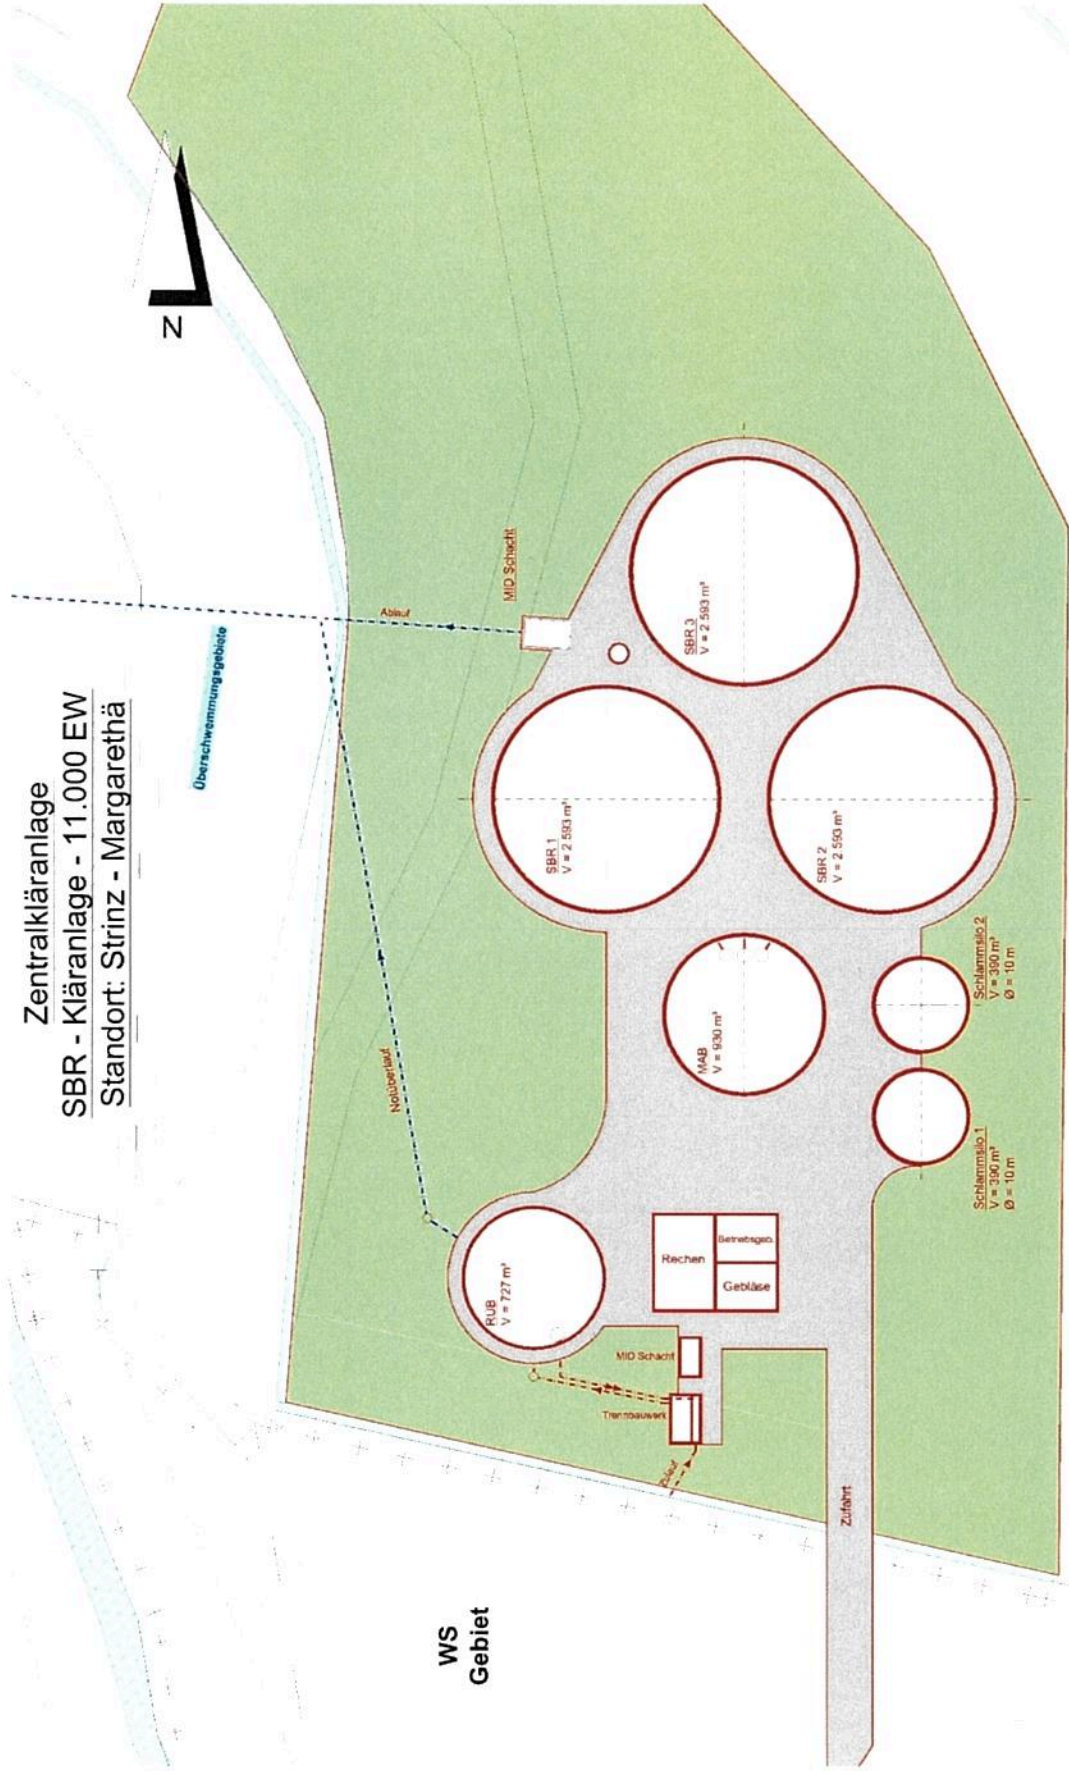 Zentralkläranlage
SBR - Kläranlage - 11.000 EW
Standort: Strinz - Margarethä
N
Überschwemmungsgebiete
Ablauf
MID Schacht
Notüberlauf
SBR 3
V = 2 593 m³
SBR 1
V = 2 593 m³
SBR 2
V = 2 593 m³
MAB
V = 930 m³
Schlammsilo 2
V = 390 m³
Ø = 10 m
Schlammsilo 1
V = 390 m³
Ø = 10 m
RÜB
V = 727 m³
Rechen
Betriebsgeb.
Gebläse
MID Schacht
Trennbauwerk
Zulauf
Zufahrt
WS
Gebiet